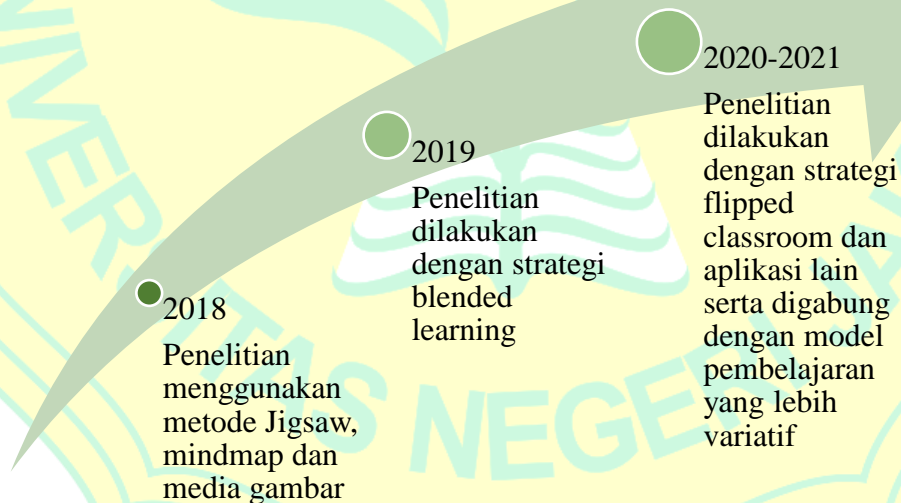 2018
Penelitian
menggunakan
metode Jigsaw,
mindmap dan
media gambar
2019
Penelitian
dilakukan
dengan strategi
blended
learning
2020-2021
Penelitian
dilakukan
dengan strategi
flipped
classroom dan
aplikasi lain
serta digabung
dengan model
pembelajaran
yang lebih
variatif
NEGERI